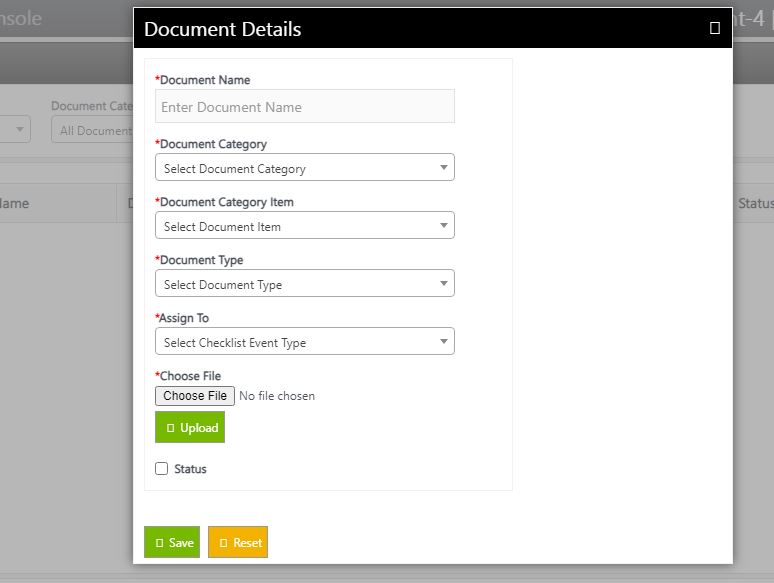 nsole
nt-4
Document Details
Document Cate
All Document
ame
D
Status
*Document Name
Enter Document Name
*Document Category
Select Document Category
*Document Category Item
Select Document Item
*Document Type
Select Document Type
*Assign To
Select Checklist Event Type
*Choose File
Choose File No file chosen
Upload
Status
Save Reset